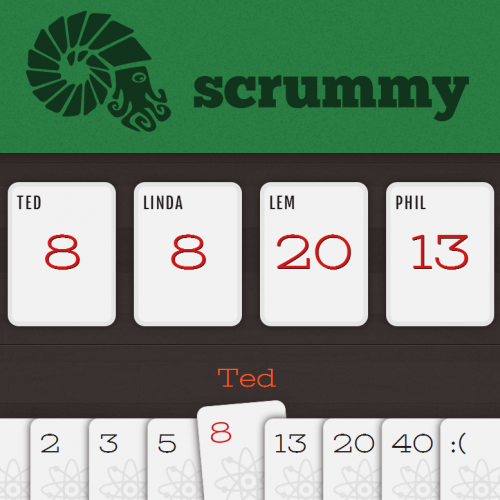 scrummy
TED LINDA LEM PHIL
8 8 20 13
Ted
2 3 5 8 13 20 40 :(